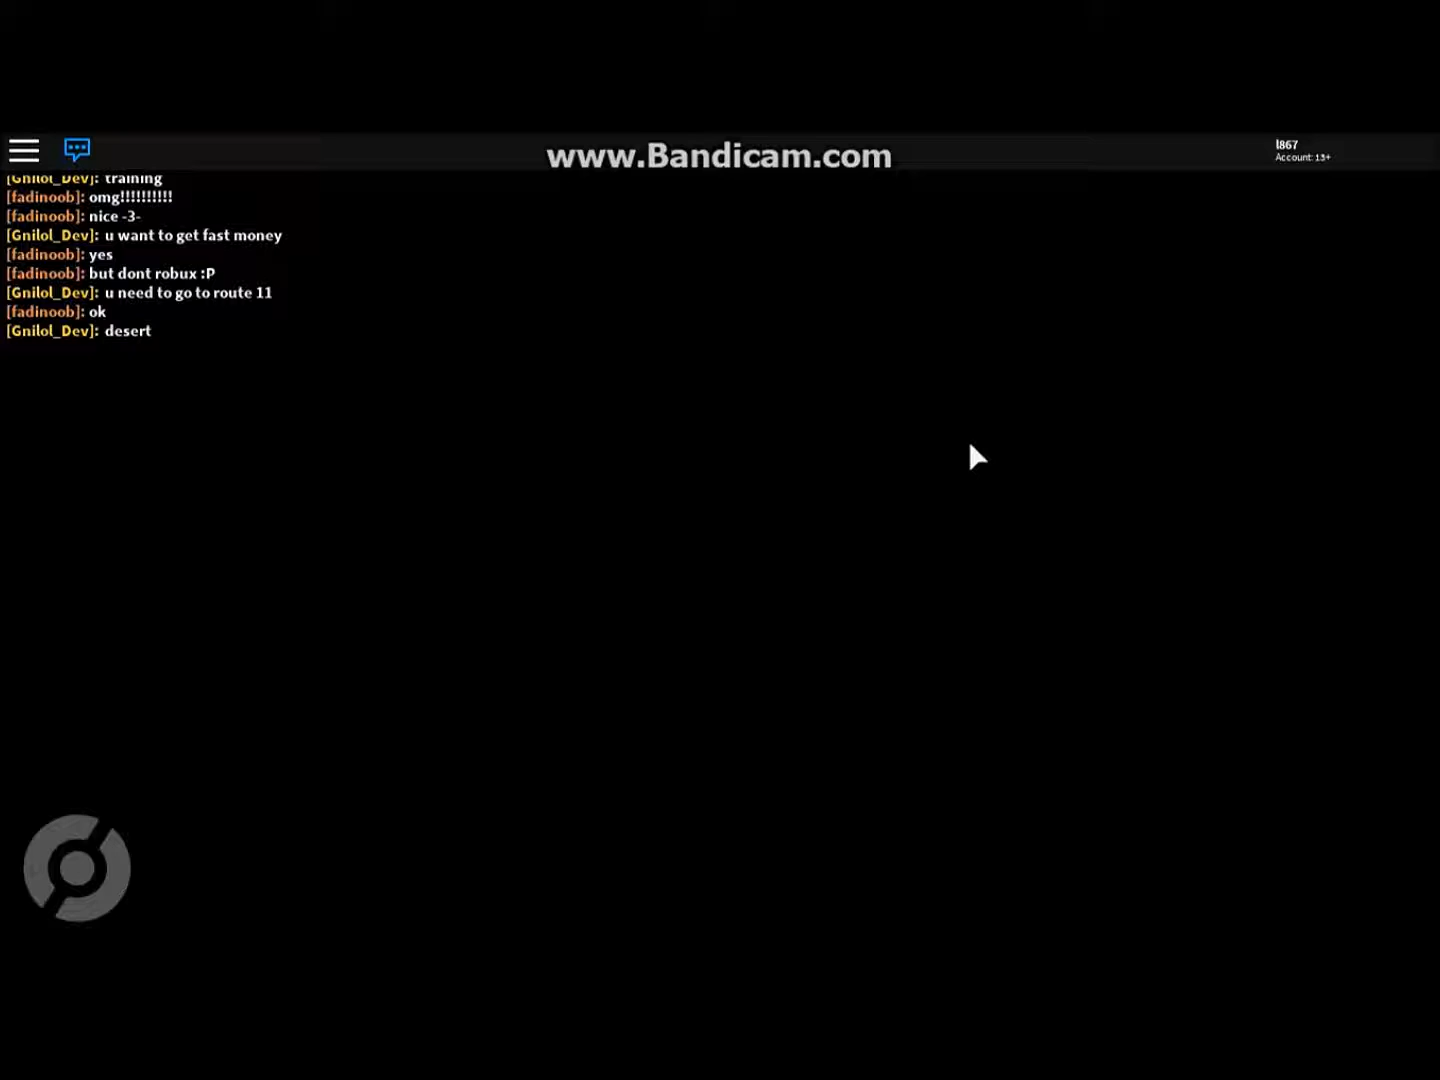 www.Bandicam.com
l867
Account: 13+
[Gnilol_Dev]: training
[fadinoob]: omg!!!!!!!!!!
[fadinoob]: nice -3-
[Gnilol_Dev]: u want to get fast money
[fadinoob]: yes
[fadinoob]: but dont robux :P
[Gnilol_Dev]: u need to go to route 11
[fadinoob]: ok
[Gnilol_Dev]: desert